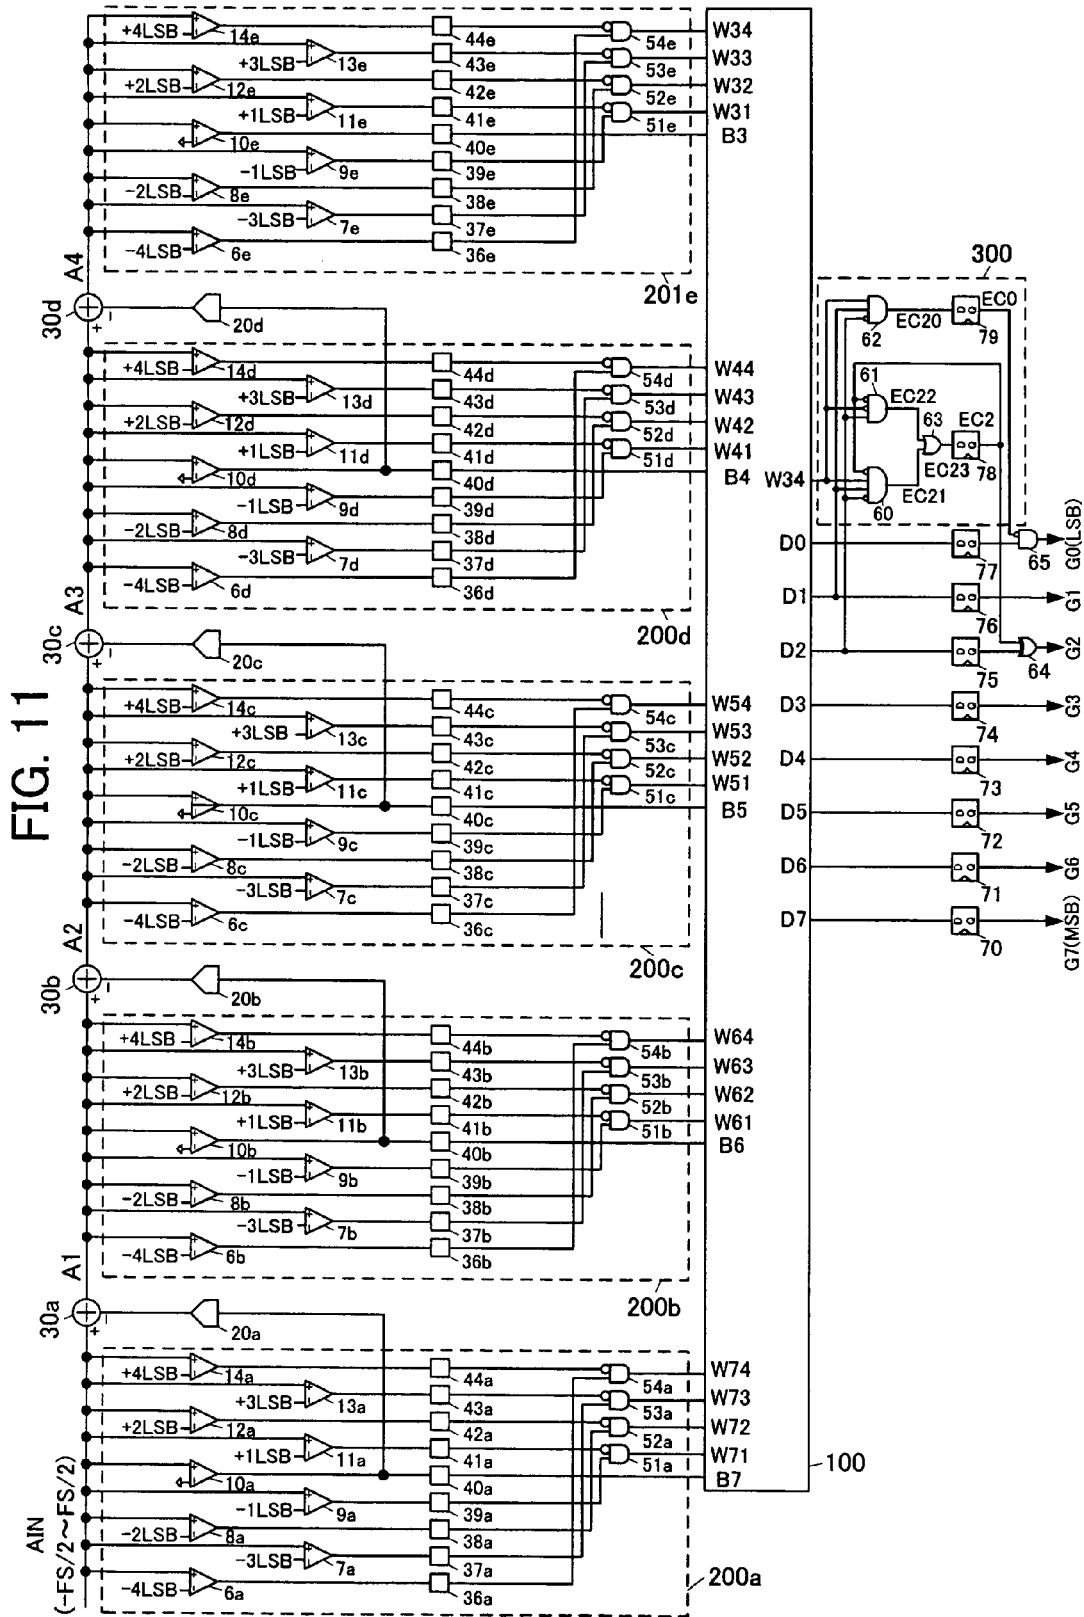 FIG. 11
+4LSB 14e 44e 54e W34
+3LSB 13e 43e 53e W33
+2LSB 12e 42e 52e W32
+1LSB 11e 41e 51e W31
10e 40e B3
-1LSB 9e 39e
-2LSB 8e 38e
-3LSB 7e 37e
-4LSB 6e 36e
201e
A4
30d + - 20d
+4LSB 14d 44d 54d W44
+3LSB 13d 43d 53d W43
+2LSB 12d 42d 52d W42
+1LSB 11d 41d 51d W41
10d 40d B4
-1LSB 9d 39d
-2LSB 8d 38d
-3LSB 7d 37d
-4LSB 6d 36d
200d
A3
30c + - 20c
+4LSB 14c 44c 54c W54
+3LSB 13c 43c 53c W53
+2LSB 12c 42c 52c W52
+1LSB 11c 41c 51c W51
10c 40c B5
-1LSB 9c 39c
-2LSB 8c 38c
-3LSB 7c 37c
-4LSB 6c 36c
200c
A2
30b + - 20b
+4LSB 14b 44b 54b W64
+3LSB 13b 43b 53b W63
+2LSB 12b 42b 52b W62
+1LSB 11b 41b 51b W61
10b 40b B6
-1LSB 9b 39b
-2LSB 8b 38b
-3LSB 7b 37b
-4LSB 6b 36b
200b
A1
30a + - 20a
+4LSB 14a 44a 54a W74
+3LSB 13a 43a 53a W73
+2LSB 12a 42a 52a W72
+1LSB 11a 41a 51a W71
10a 40a B7
-1LSB 9a 39a
-2LSB 8a 38a
-3LSB 7a 37a
-4LSB 6a 36a
200a
AIN
(-FS/2~FS/2)
100
300
62 EC20 D Q EC0 79
61 EC22
63 D Q EC2 78
EC23
W34 60 EC21
D0 D Q 77 65 G0(LSB)
D1 D Q 76 G1
D2 D Q 75 64 G2
D3 D Q 74 G3
D4 D Q 73 G4
D5 D Q 72 G5
D6 D Q 71 G6
D7 D Q 70 G7(MSB)